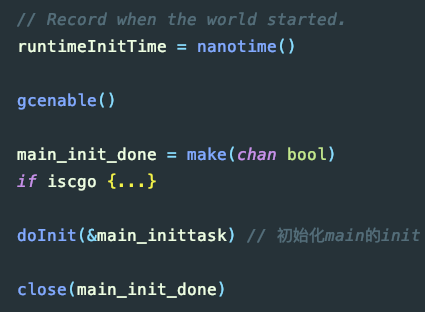 // Record when the world started.
runtimeInitTime = nanotime()
gcenable()
main_init_done = make(chan bool)
if iscgo {...}
doInit(&main_inittask) // 初始化main的init
close(main_init_done)